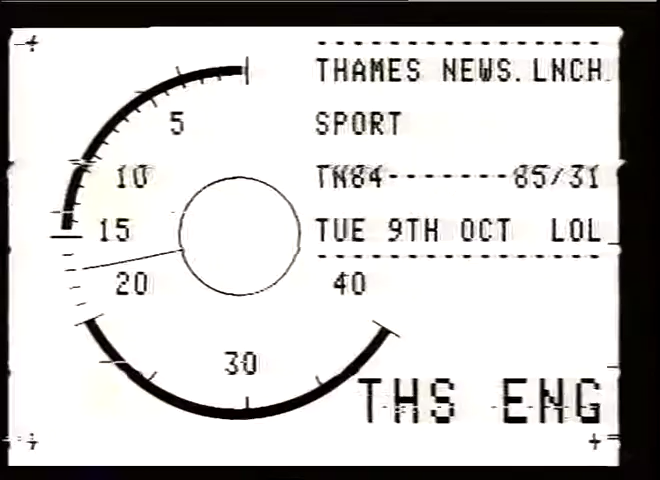 THAMES NEWS.LNCH
SPORT
TN84-------85/31
TUE 9TH OCT LOL
5
10
15
20
30
40
THS ENG